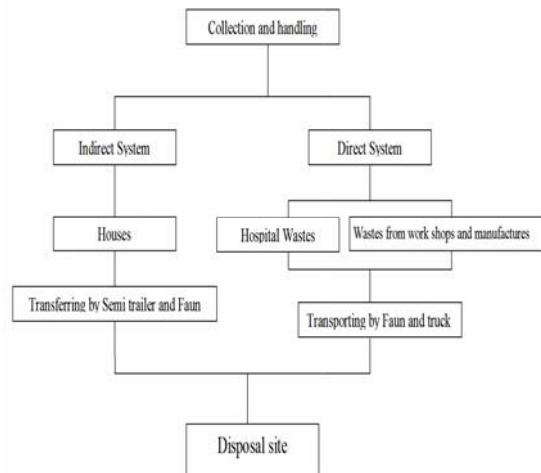 Collection and handling
Indirect System
Direct System
Houses
Hospital Wastes
Wastes from work shops and manufactures
Transferring by Semi trailer and Faun
Transporting by Faun and truck
Disposal site